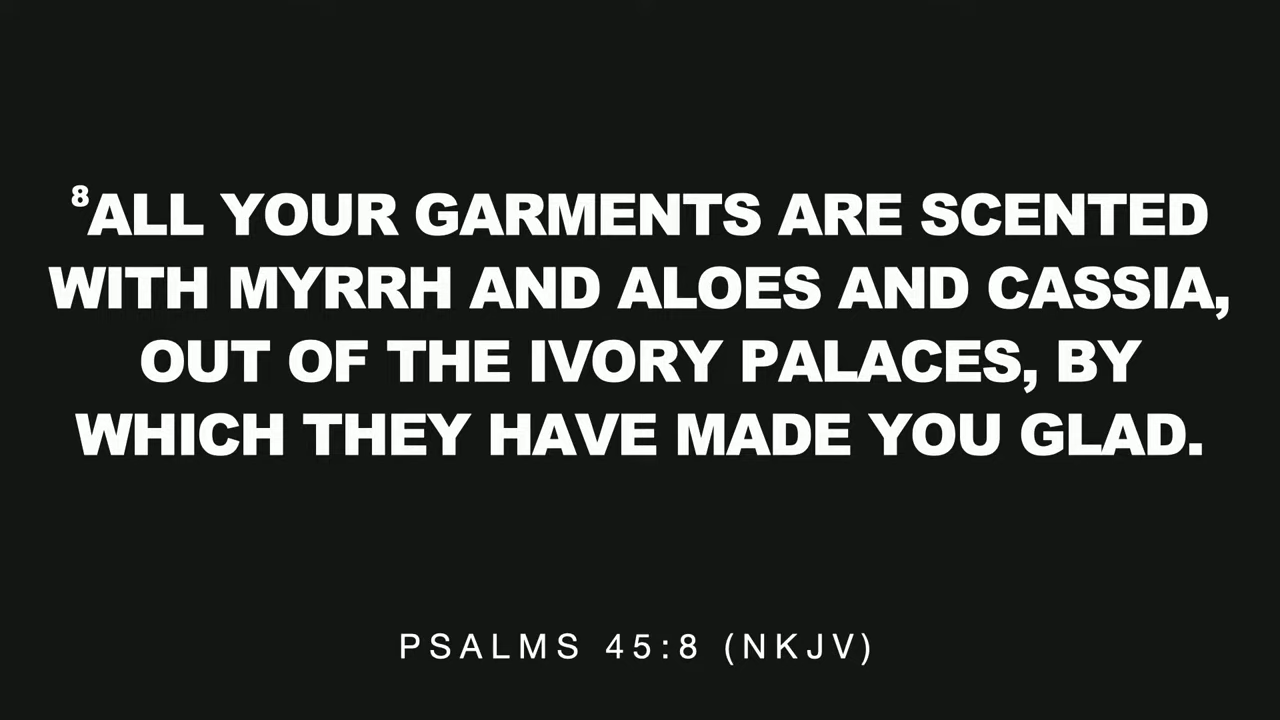 ⁸ALL YOUR GARMENTS ARE SCENTED
WITH MYRRH AND ALOES AND CASSIA,
OUT OF THE IVORY PALACES, BY
WHICH THEY HAVE MADE YOU GLAD.
PSALMS 45:8 (NKJV)